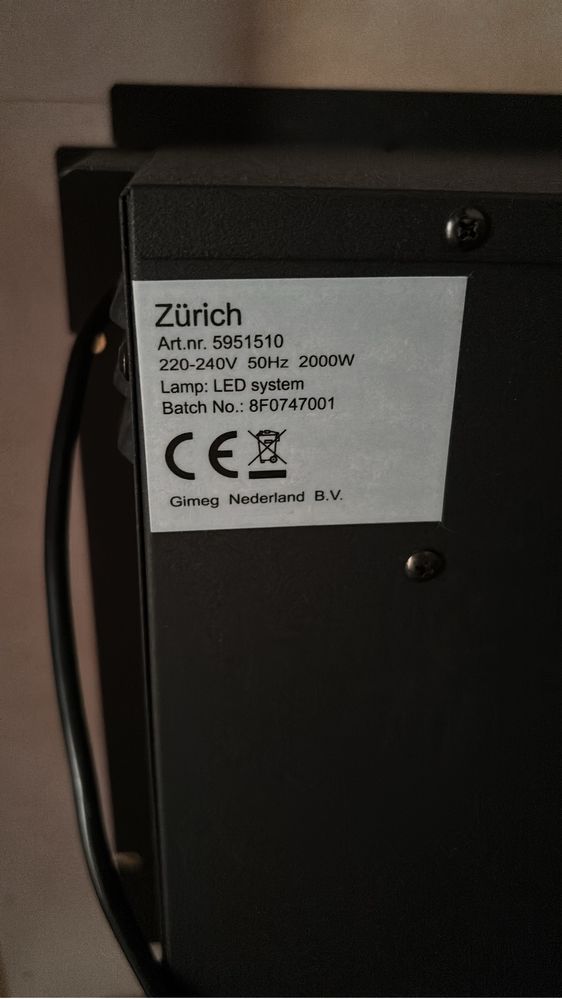 Zürich
Art.nr. 5951510
220-240V 50Hz 2000W
Lamp: LED system
Batch No.: 8F0747001
CE
Gimeg Nederland B.V.